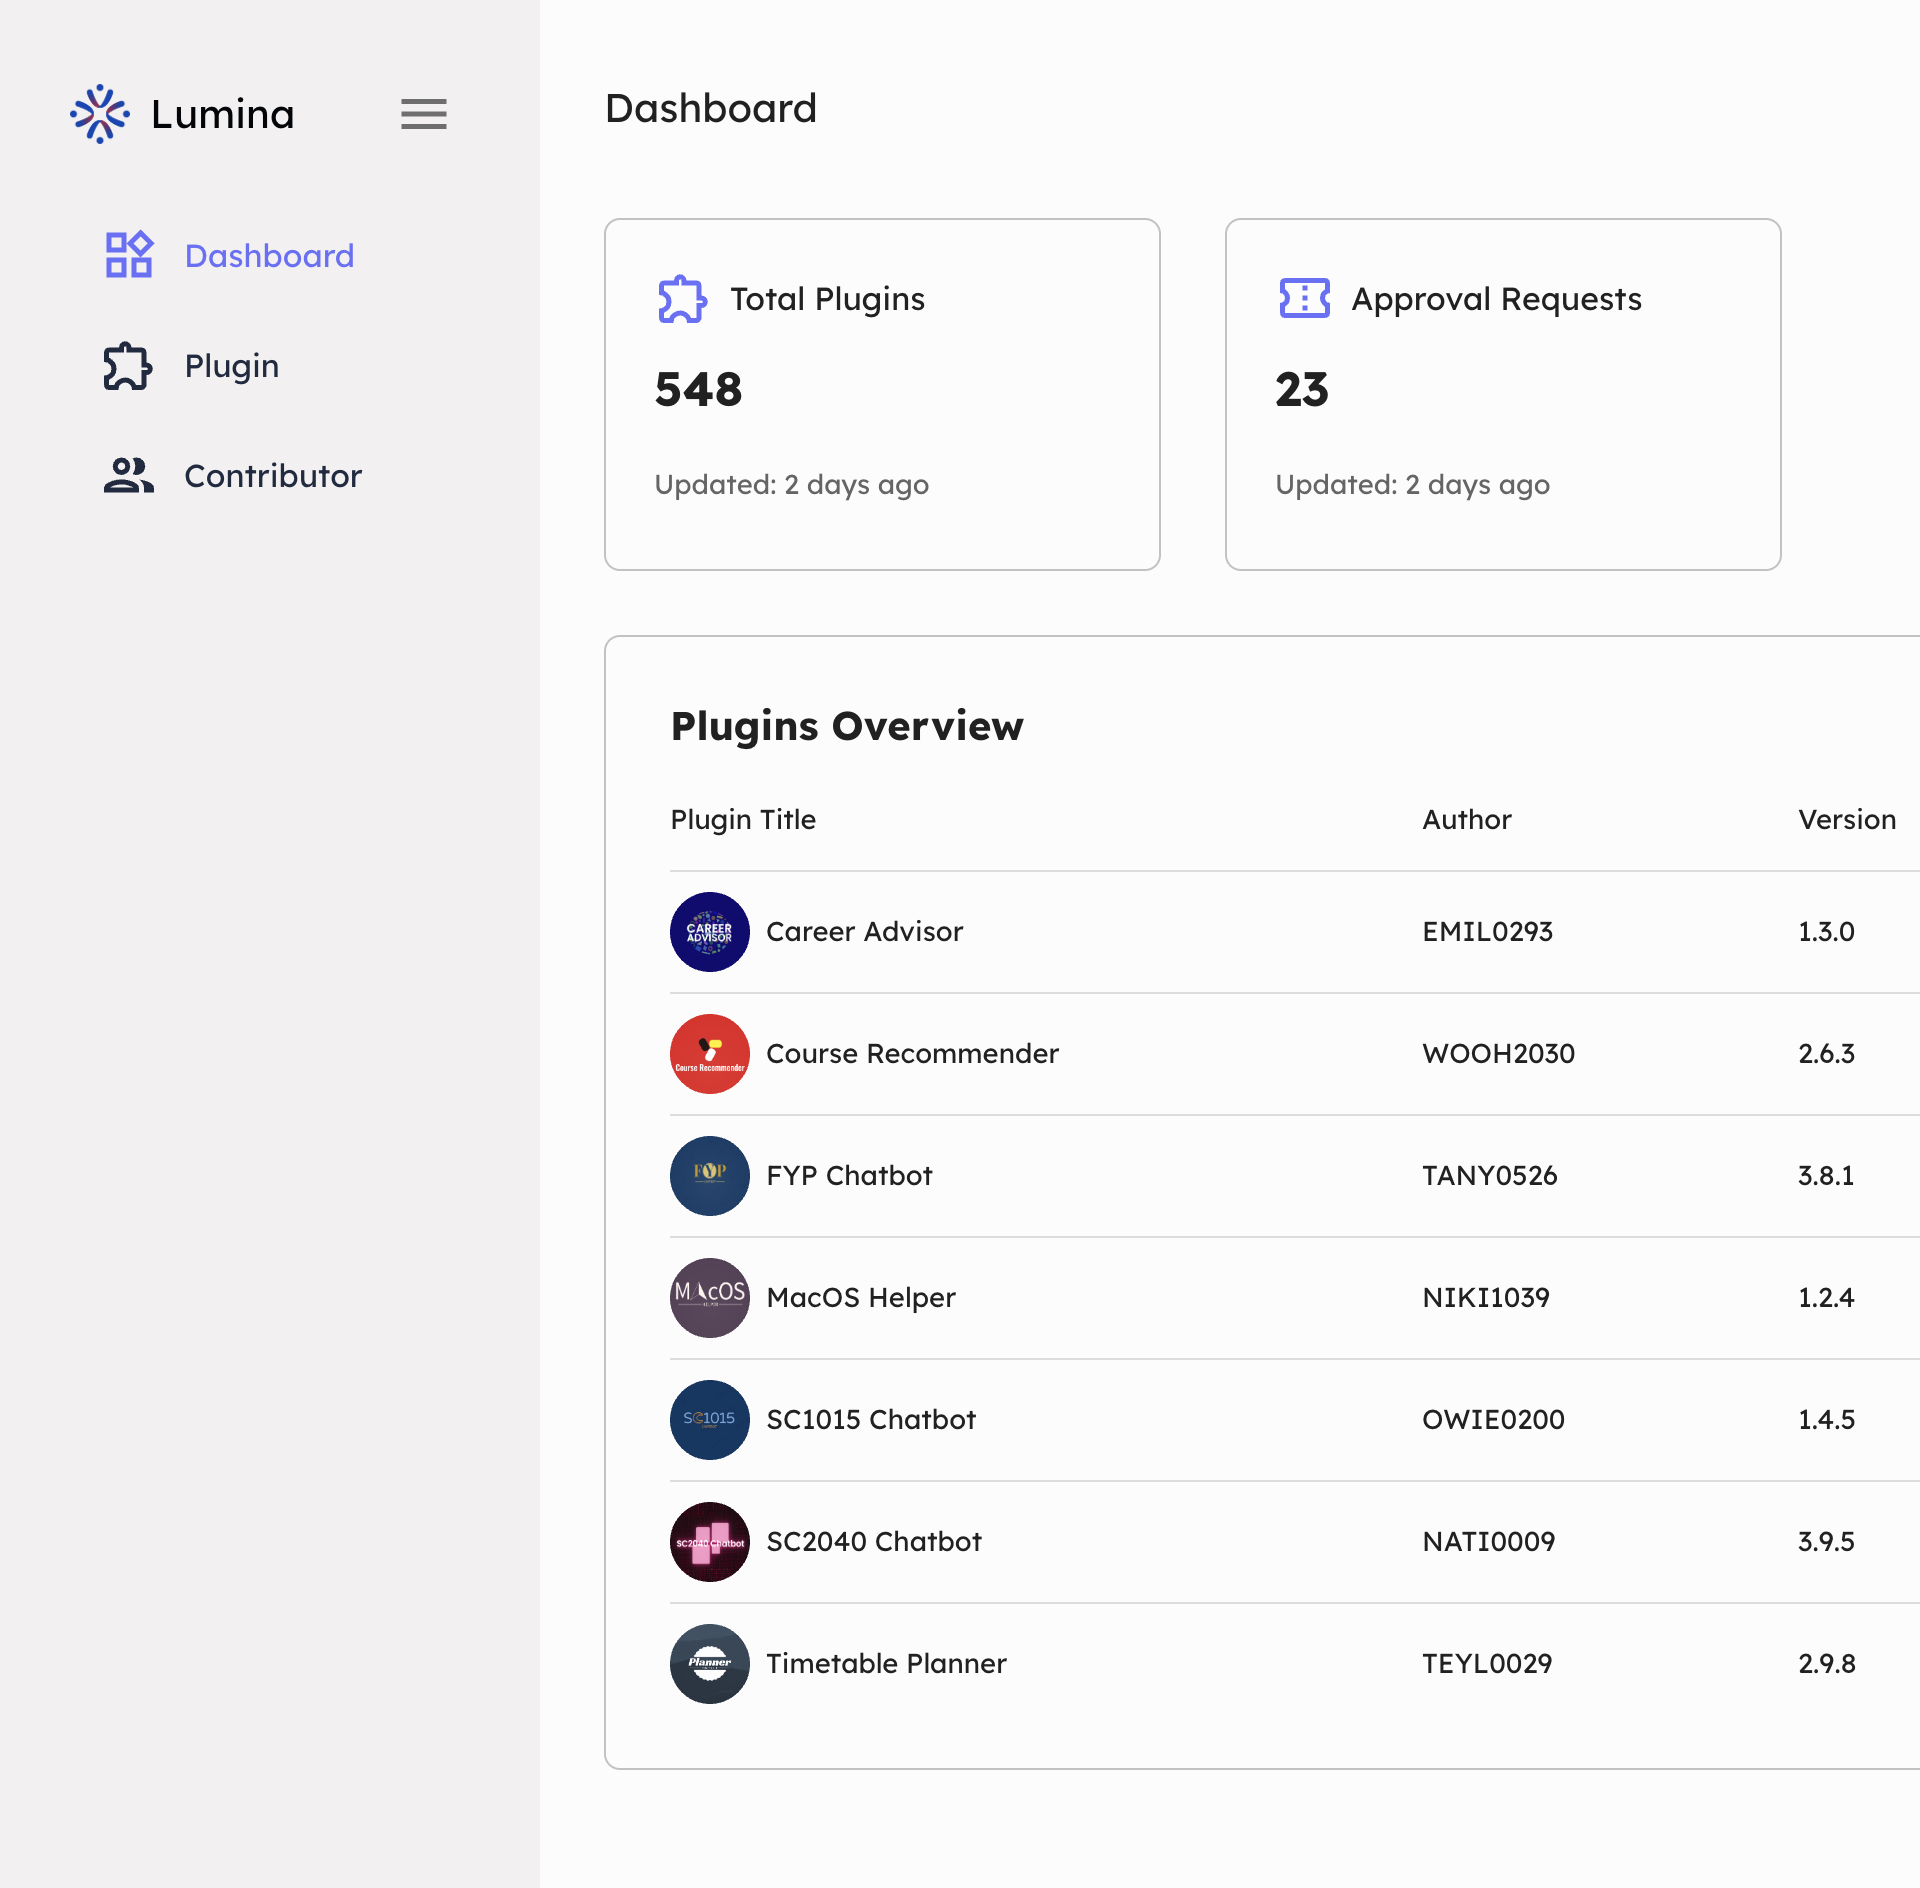 Lumina
Dashboard
Plugin
Contributor
Dashboard
Total Plugins
548
Updated: 2 days ago
Approval Requests
23
Updated: 2 days ago
Plugins Overview
Plugin Title Author Version
CAREER
ADVISOR
Career Advisor EMIL0293 1.3.0
Course Recommender
Course Recommender WOOH2030 2.6.3
FYP
FYP Chatbot TANY0526 3.8.1
MACOS
MacOS Helper NIKI1039 1.2.4
SC1015
SC1015 Chatbot OWIE0200 1.4.5
SC2040 Chatbot
SC2040 Chatbot NATI0009 3.9.5
Planner
Timetable Planner TEYL0029 2.9.8